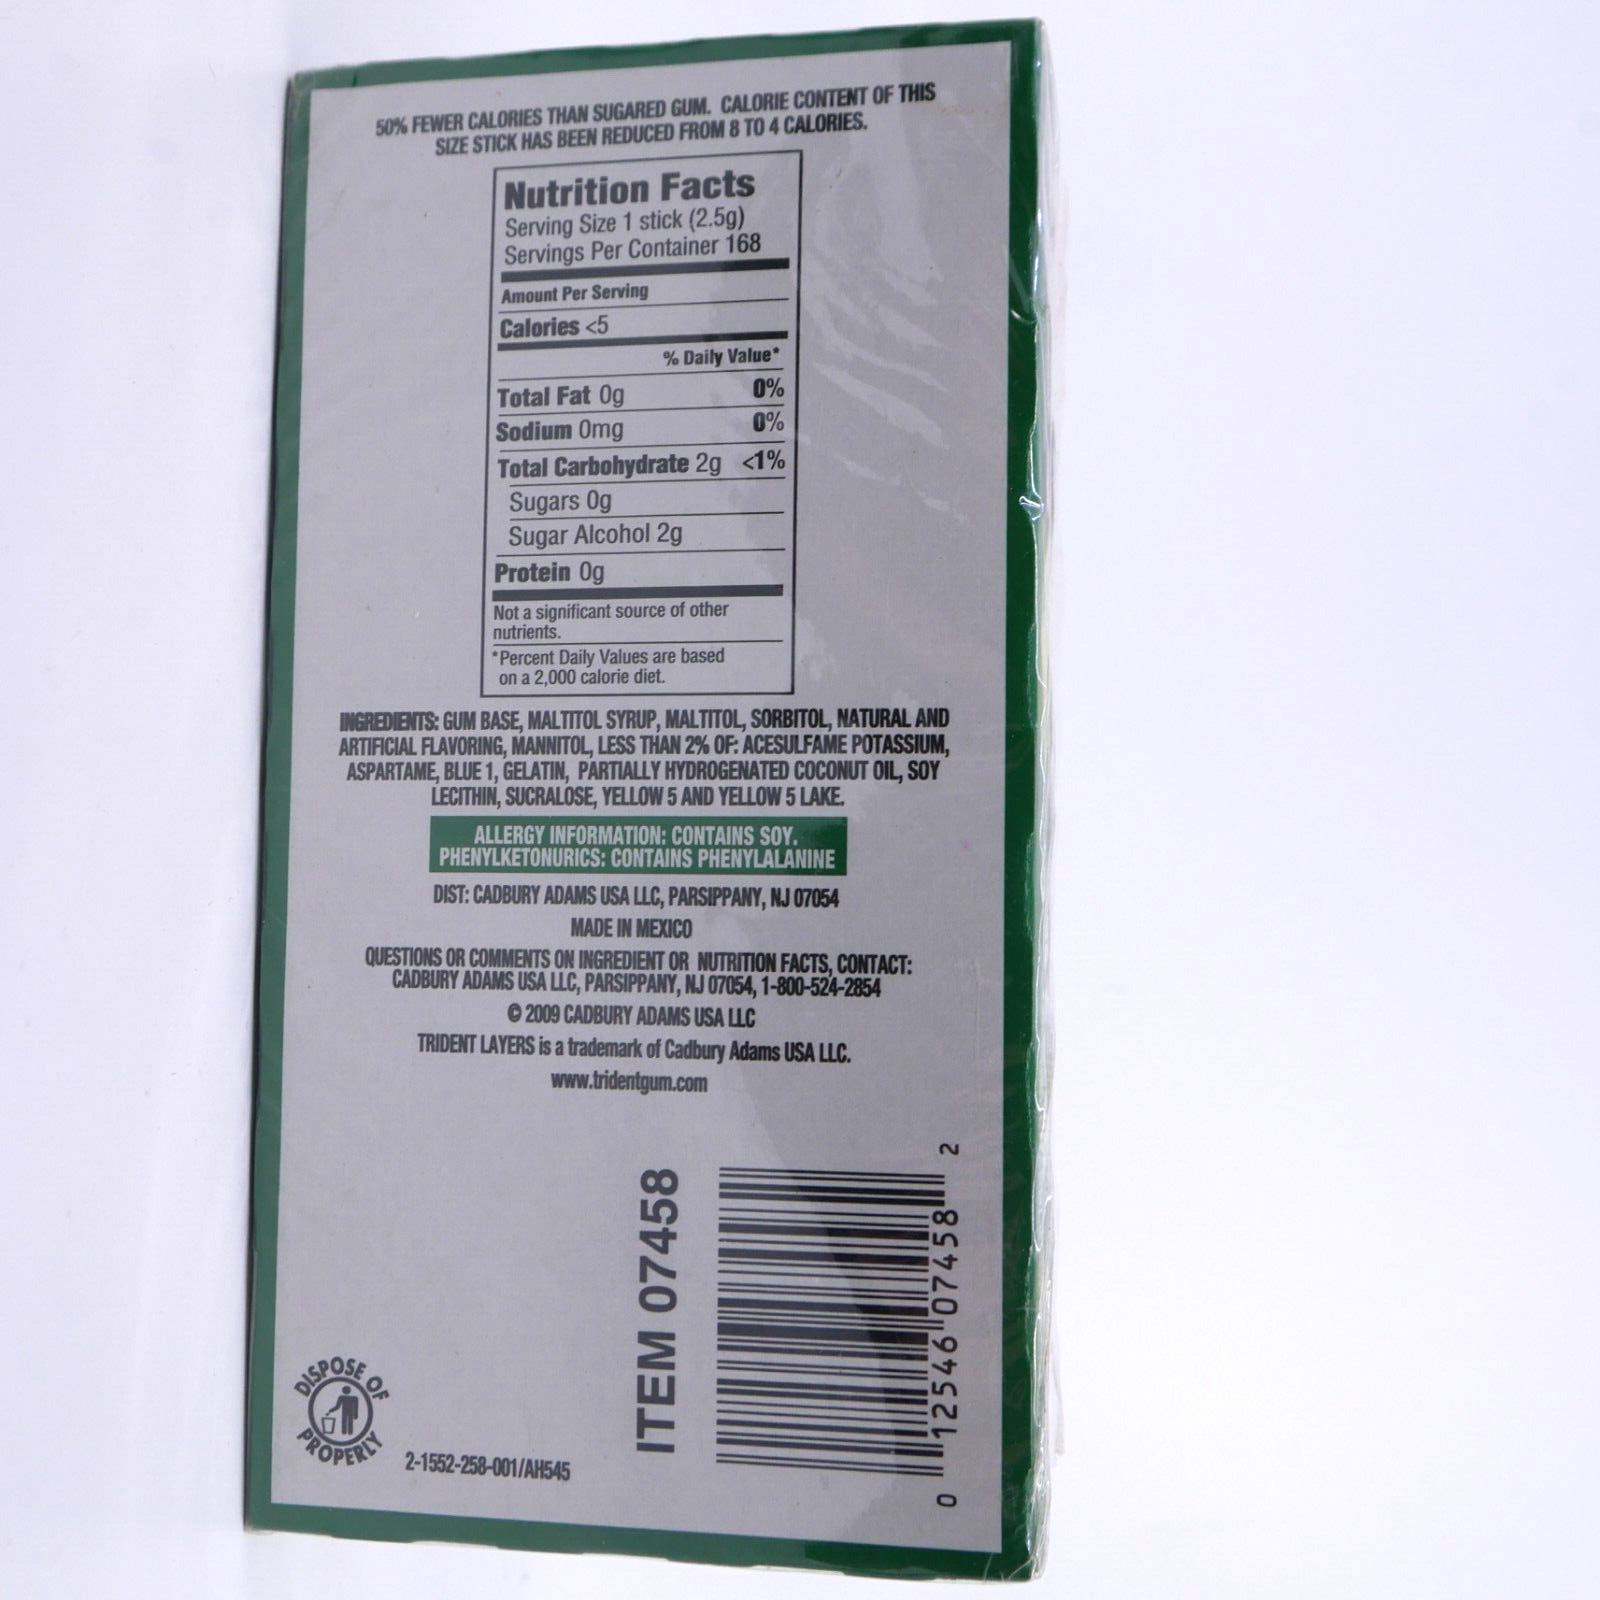 50% FEWER CALORIES THAN SUGARED GUM. CALORIE CONTENT OF THIS
SIZE STICK HAS BEEN REDUCED FROM 8 TO 4 CALORIES.
Nutrition Facts
Serving Size 1 stick (2.5g)
Servings Per Container 168
Amount Per Serving
Calories <5
% Daily Value*
Total Fat 0g 0%
Sodium 0mg 0%
Total Carbohydrate 2g <1%
Sugars 0g
Sugar Alcohol 2g
Protein 0g
Not a significant source of other
nutrients.
*Percent Daily Values are based
on a 2,000 calorie diet.
INGREDIENTS: GUM BASE, MALTITOL SYRUP, MALTITOL, SORBITOL, NATURAL AND
ARTIFICIAL FLAVORING, MANNITOL, LESS THAN 2% OF: ACESULFAME POTASSIUM,
ASPARTAME, BLUE 1, GELATIN, PARTIALLY HYDROGENATED COCONUT OIL, SOY
LECITHIN, SUCRALOSE, YELLOW 5 AND YELLOW 5 LAKE.
ALLERGY INFORMATION: CONTAINS SOY.
PHENYLKETONURICS: CONTAINS PHENYLALANINE
DIST: CADBURY ADAMS USA LLC, PARSIPPANY, NJ 07054
MADE IN MEXICO
QUESTIONS OR COMMENTS ON INGREDIENT OR NUTRITION FACTS, CONTACT:
CADBURY ADAMS USA LLC, PARSIPPANY, NJ 07054, 1-800-524-2854
© 2009 CADBURY ADAMS USA LLC
TRIDENT LAYERS is a trademark of Cadbury Adams USA LLC.
www.tridentgum.com
ITEM 07458
0 12546 07458 2
DISPOSE OF
PROPERLY
2-1552-258-001/AH545